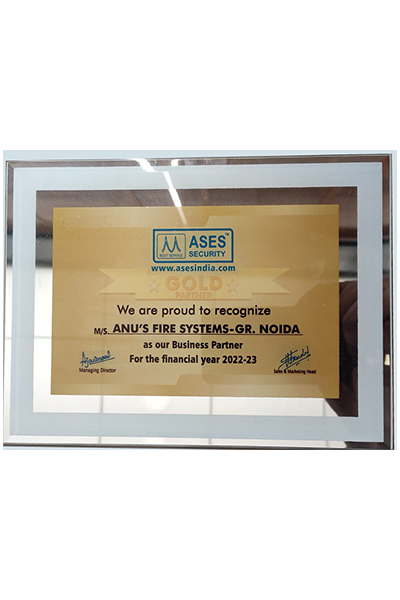 ASES™
SECURITY
BEST SERVICE
www.asesindia.com
GOLD
PARTNER
We are proud to recognize
M/S. ANU'S FIRE SYSTEMS-GR. NOIDA
as our Business Partner
For the financial year 2022-23
Managing Director
Sales & Marketing Head